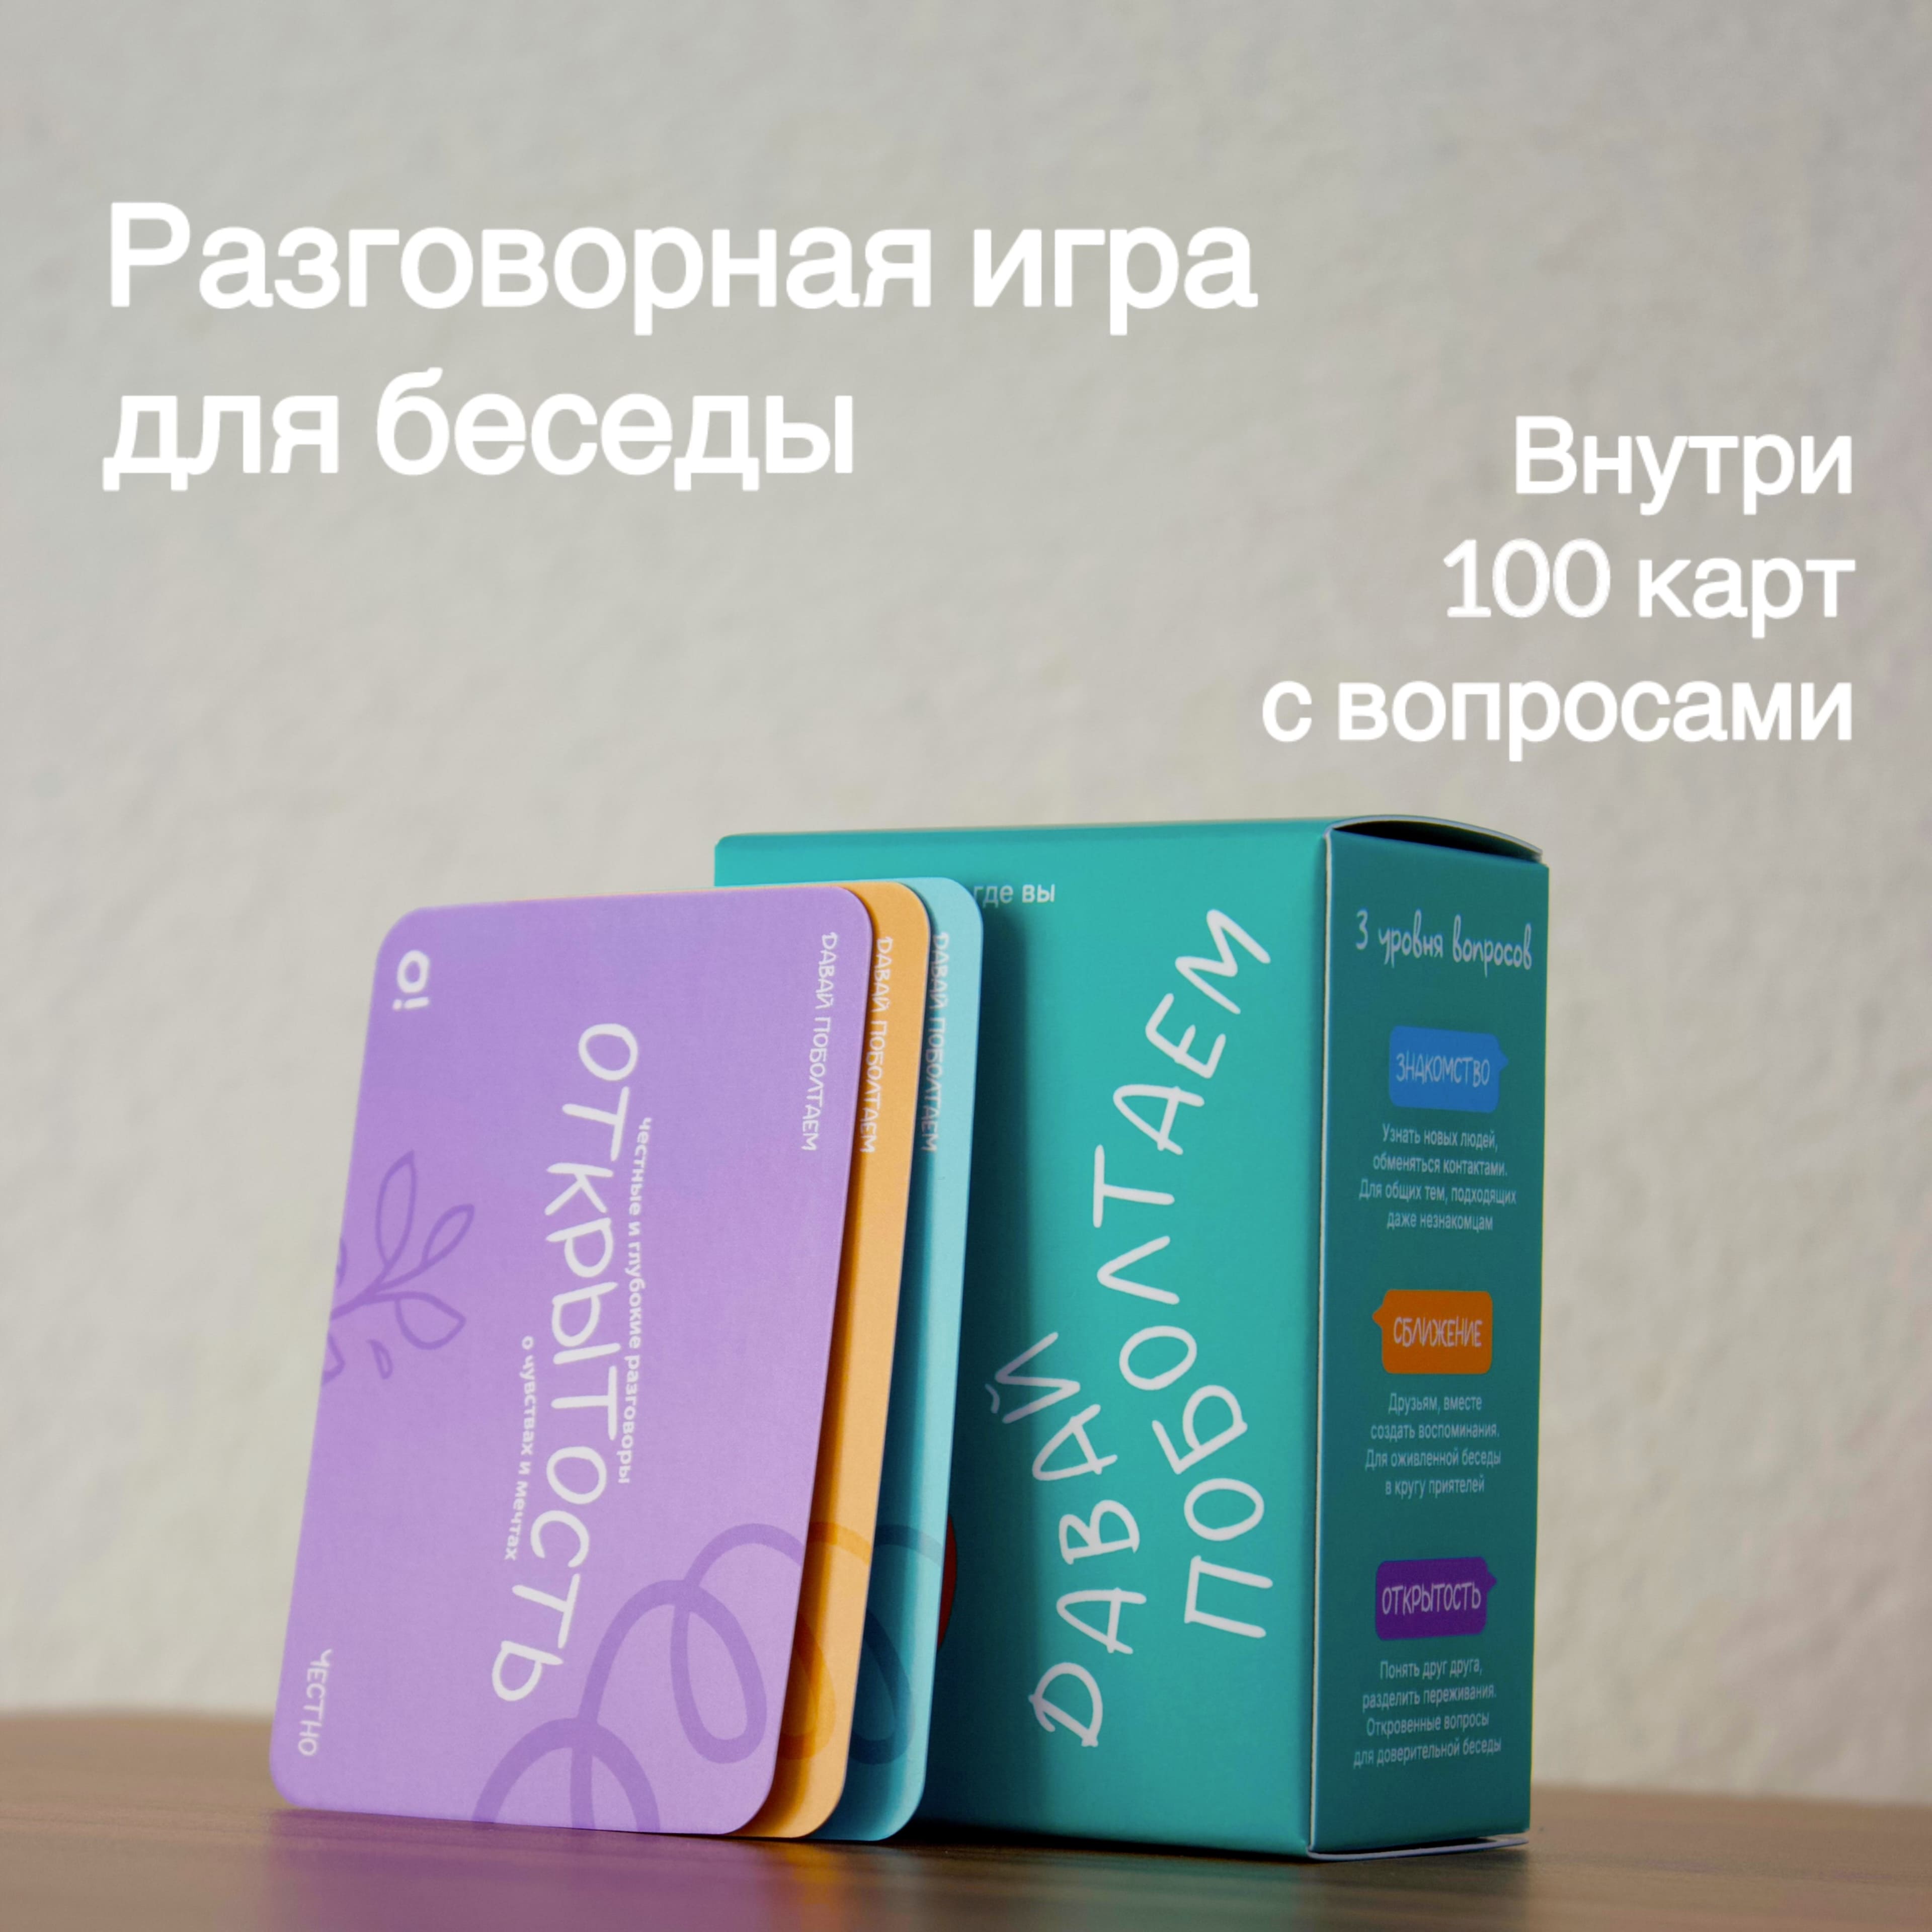 Разговорная игра
для беседы
Внутри
100 карт
с вопросами
о!
ДАВАЙ ПОБОЛТАЕМ
честные и глубокие разговоры
ОТКРЫТОСТЬ
о чувствах и мечтах
ЧЕСТНО
ДАВАЙ ПОБОЛТАЕМ
ДАВАЙ ПОБОЛТАЕМ
где вы
ДАВАЙ
ПОБОЛТАЕМ
3 уровня вопросов
ЗНАКОМСТВО
Узнать новых людей,
обменяться контактами.
Для общих тем, подходящих
даже незнакомцам
СБЛИЖЕНИЕ
Друзьям, вместе
создать воспоминания.
Для оживленной беседы
в кругу приятелей
ОТКРЫТОСТЬ
Понять друг друга,
разделить переживания.
Откровенные вопросы
для доверительной беседы